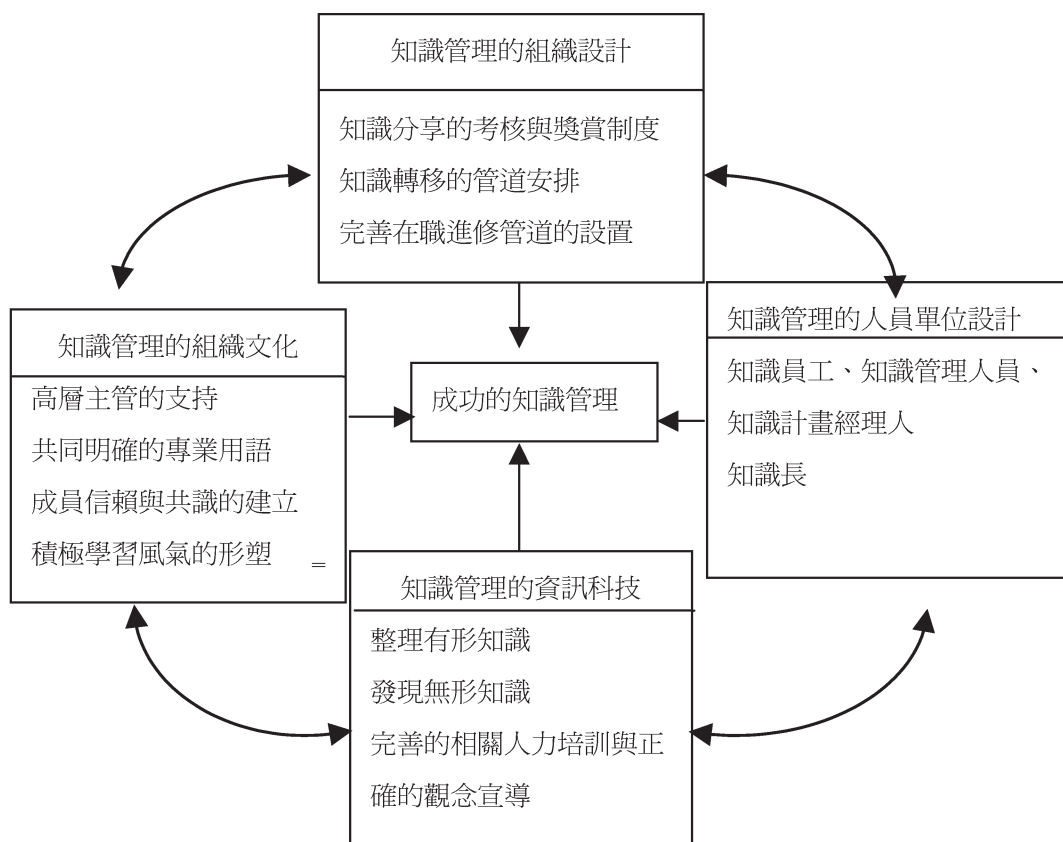 知識管理的組織設計
知識分享的考核與獎賞制度
知識轉移的管道安排
完善在職進修管道的設置
知識管理的組織文化
高層主管的支持
共同明確的專業用語
成員信賴與共識的建立
積極學習風氣的形塑
=
成功的知識管理
知識管理的人員單位設計
知識員工、知識管理人員、
知識計畫經理人
知識長
知識管理的資訊科技
整理有形知識
發現無形知識
完善的相關人力培訓與正
確的觀念宣導